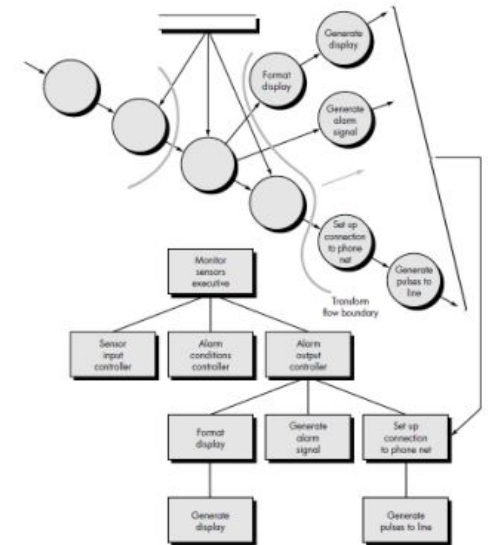 Generate
display
Format
display
Generate
alarm
signal
Set up
connection
to phone
net
Generate
pulses to
line
Transform
flow boundary
Monitor
sensors
executive
Sensor
input
controller
Alarm
conditions
controller
Alarm
output
controller
Format
display
Generate
alarm
signal
Set up
connection
to phone net
Generate
display
Generate
pulses to line